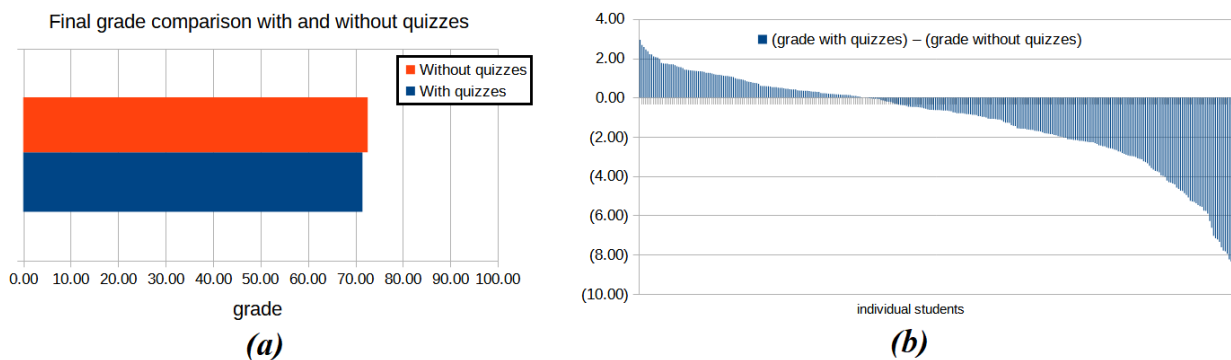 Final grade comparison with and without quizzes
Without quizzes
With quizzes
0.00 10.00 20.00 30.00 40.00 50.00 60.00 70.00 80.00 90.00 100.00
grade
(a)
4.00
(grade with quizzes) – (grade without quizzes)
2.00
0.00
(2.00)
(4.00)
(6.00)
(8.00)
(10.00)
individual students
(b)